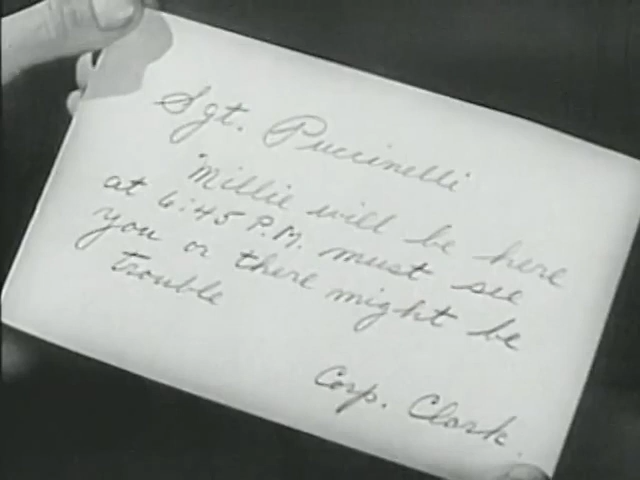 Sgt. Puccinelli
Millie will be here
at 6:45 P.M. must see
you or there might be
trouble
Corp. Clark.